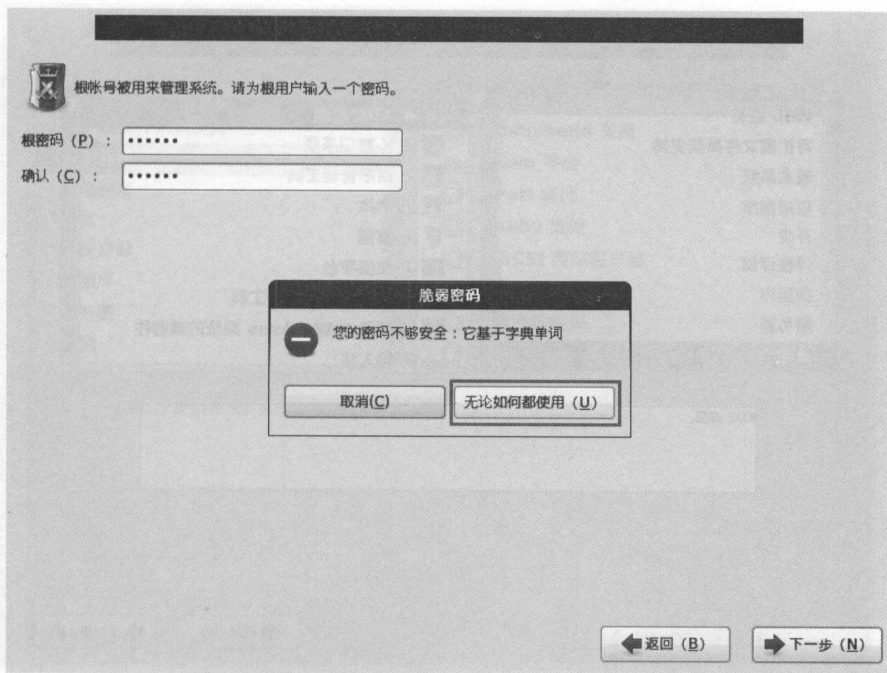 根帐号被用来管理系统。请为根用户输入一个密码。
根密码（P）：••••••
确认（C）：••••••
脆弱密码
您的密码不够安全：它基于字典单词
取消(C)
无论如何都使用（U）
返回（B）
下一步（N）